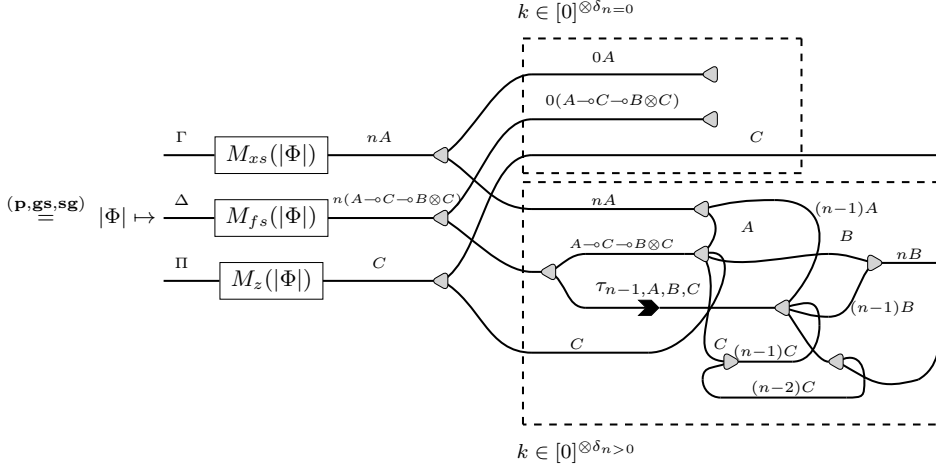 k ∈ [0]^{⊗δ_{n=0}}
0A
0(A⊸C⊸B⊗C)
Γ M_{xs}(|Φ|) nA C
(p,gs,sg) = |Φ| ↦ Δ M_{fs}(|Φ|) n(A⊸C⊸B⊗C) nA (n−1)A
A B
A⊸C⊸B⊗C nB
Π M_z(|Φ|) C τ_{n−1,A,B,C} (n−1)B
C C (n−1)C
(n−2)C
k ∈ [0]^{⊗δ_{n>0}}